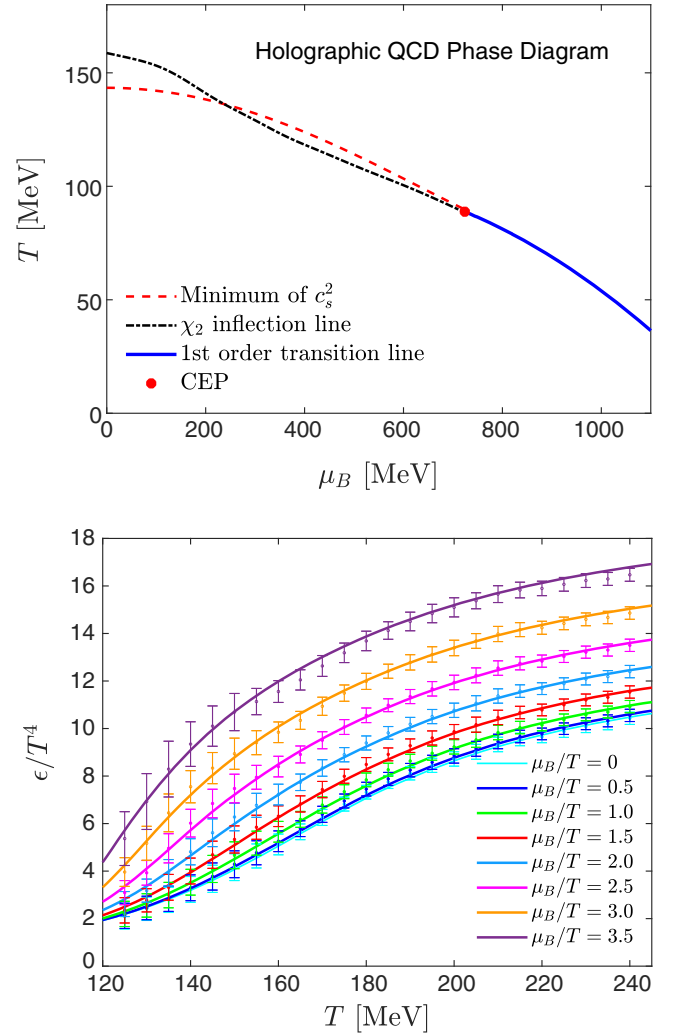 Holographic QCD Phase Diagram
150
100
50
0
T [MeV]
Minimum of c_s^2
χ_2 inflection line
1st order transition line
CEP
0 200 400 600 800 1000
μ_B [MeV]
18
16
14
12
10
8
6
4
2
0
ϵ/T^4
μ_B/T = 0
μ_B/T = 0.5
μ_B/T = 1.0
μ_B/T = 1.5
μ_B/T = 2.0
μ_B/T = 2.5
μ_B/T = 3.0
μ_B/T = 3.5
120 140 160 180 200 220 240
T [MeV]